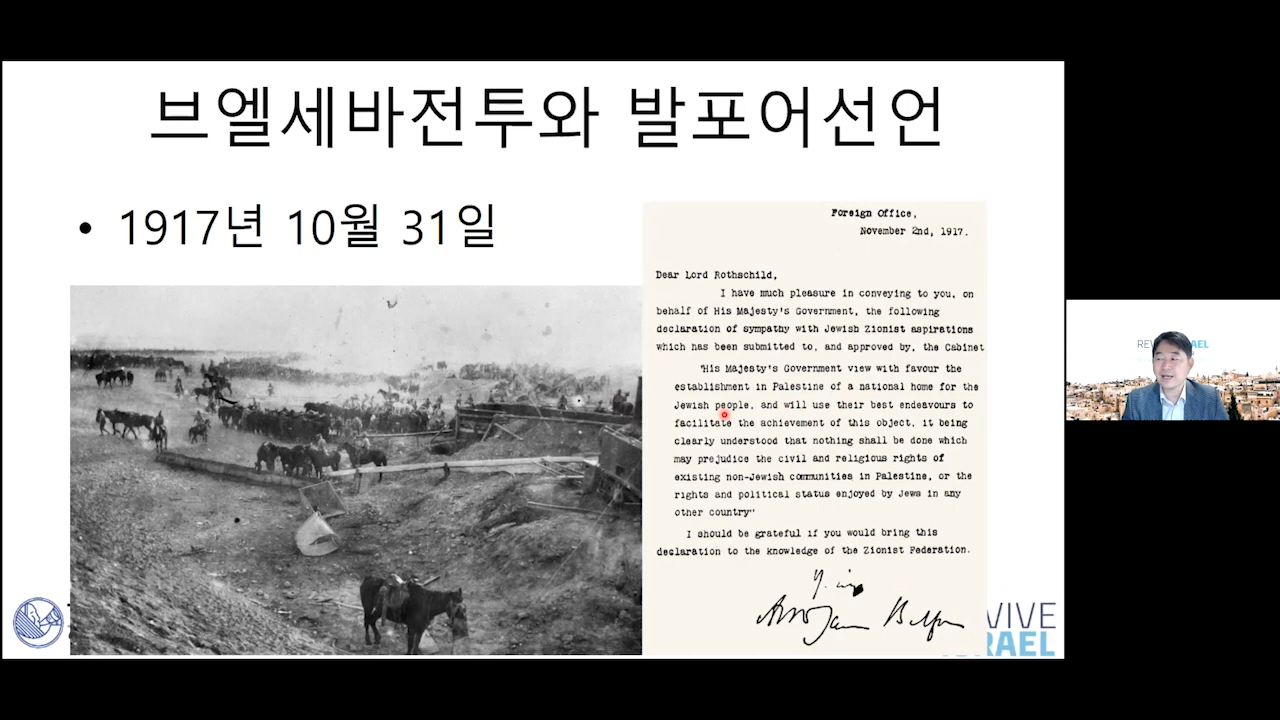 브엘세바전투와 발포어선언
• 1917년 10월 31일
Foreign Office,
November 2nd, 1917.
Dear Lord Rothschild,
I have much pleasure in conveying to you, on
behalf of His Majesty's Government, the following
declaration of sympathy with Jewish Zionist aspirations
which has been submitted to, and approved by, the Cabinet
"His Majesty's Government view with favour the
establishment in Palestine of a national home for the
Jewish people, and will use their best endeavours to
facilitate the achievement of this object, it being
clearly understood that nothing shall be done which
may prejudice the civil and religious rights of
existing non-Jewish communities in Palestine, or the
rights and political status enjoyed by Jews in any
other country"
I should be grateful if you would bring this
declaration to the knowledge of the Zionist Federation.
VIVE
RAEL